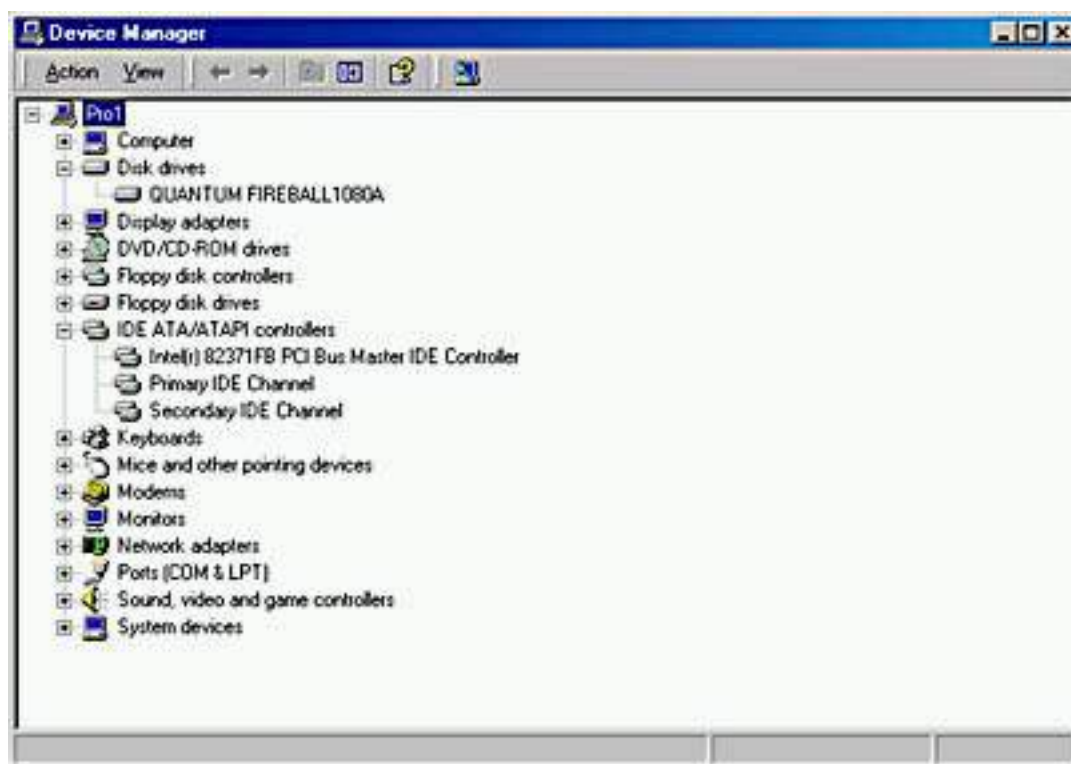 Device Manager
Action View
Pro1
Computer
Disk drives
QUANTUM FIREBALL1080A
Display adapters
DVD/CD-ROM drives
Floppy disk controllers
Floppy disk drives
IDE ATA/ATAPI controllers
Intel(r) 82371FB PCI Bus Master IDE Controller
Primary IDE Channel
Secondary IDE Channel
Keyboards
Mice and other pointing devices
Modems
Monitors
Network adapters
Ports (COM & LPT)
Sound, video and game controllers
System devices